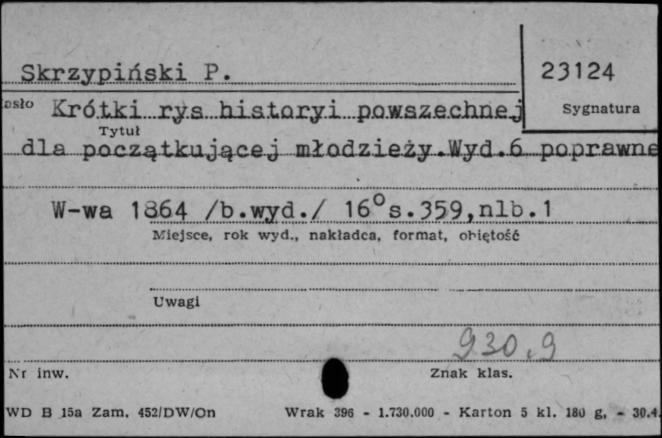 Skrzypiński P.
23124
asło Krótki rys historyi powszechnej
Sygnatura
Tytuł
dla początkującej młodzieży.Wyd.6 poprawne
W-wa 1864 /b.wyd./ 16°s.359,nlb.1
Miejsce, rok wyd., nakładca, format, objętość
Uwagi
930.9
Nr inw.
Znak klas.
WD B 15a Zam. 452/DW/On Wrak 396 - 1.730.000 - Karton 5 kl. 180 g, - 30.4.